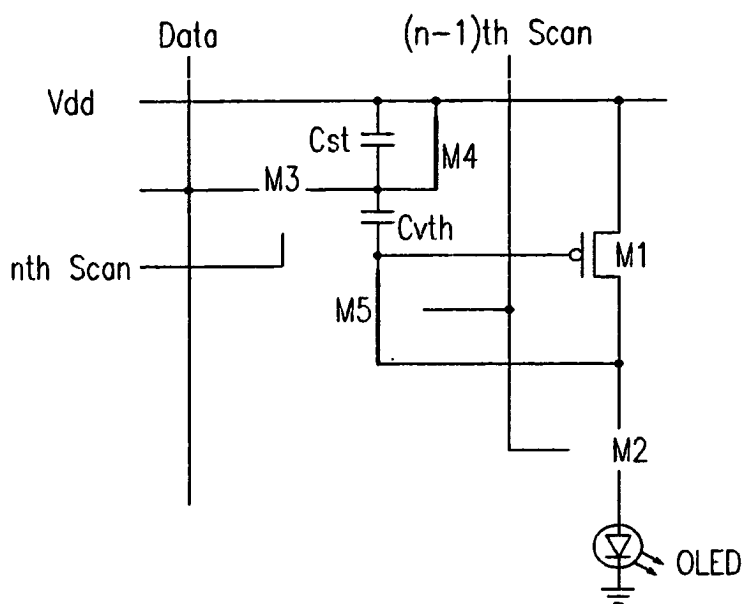 Data
(n-1)th Scan
Vdd
Cst
M4
M3
Cvth
nth Scan
M1
M5
M2
OLED